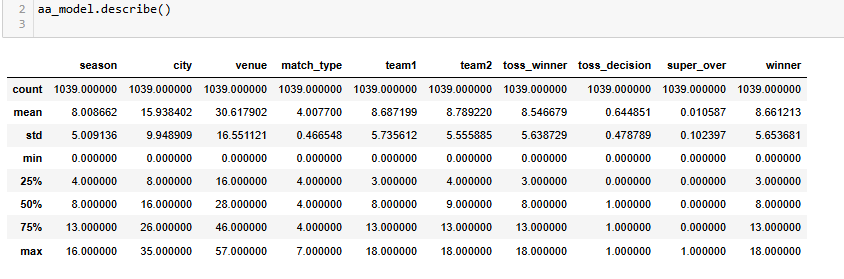 2 aa_model.describe()
3
season city venue match_type team1 team2 toss_winner toss_decision super_over winner
count 1039.000000 1039.000000 1039.000000 1039.000000 1039.000000 1039.000000 1039.000000 1039.000000 1039.000000 1039.000000
mean 8.008662 15.938402 30.617902 4.007700 8.687199 8.789220 8.546679 0.644851 0.010587 8.661213
std 5.009136 9.948909 16.551121 0.466548 5.735612 5.555885 5.638729 0.478789 0.102397 5.653681
min 0.000000 0.000000 0.000000 0.000000 0.000000 0.000000 0.000000 0.000000 0.000000 0.000000
25% 4.000000 8.000000 16.000000 4.000000 3.000000 4.000000 3.000000 0.000000 0.000000 3.000000
50% 8.000000 16.000000 28.000000 4.000000 8.000000 9.000000 8.000000 1.000000 0.000000 8.000000
75% 13.000000 26.000000 46.000000 4.000000 13.000000 13.000000 13.000000 1.000000 0.000000 13.000000
max 16.000000 35.000000 57.000000 7.000000 18.000000 18.000000 18.000000 1.000000 1.000000 18.000000